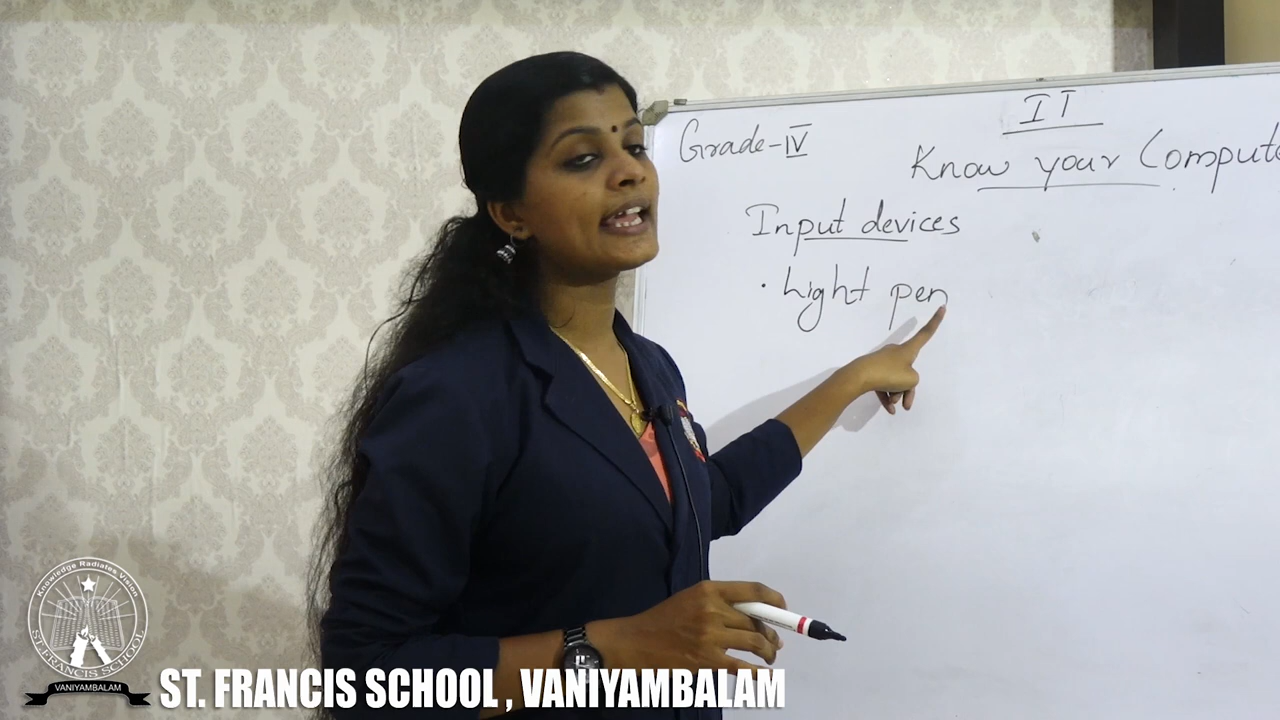 IT
Grade-IV
Know your Compute
Input devices
· Light pen
Knowledge Radiates Vision
ST. FRANCIS SCHOOL
VANIYAMBALAM
ST. FRANCIS SCHOOL , VANIYAMBALAM